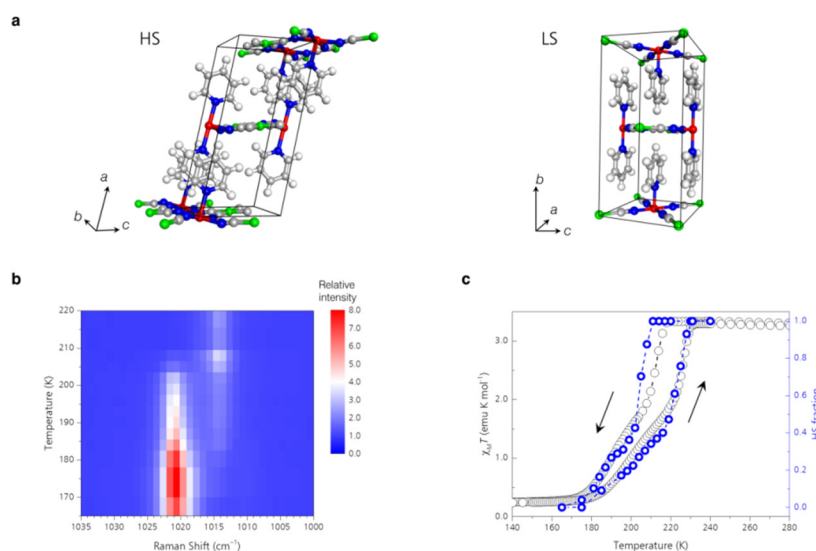 a
HS
LS
a
b
c
b
a
c
b
Relative
intensity
220
210
200
190
180
170
Temperature (K)
1035
1030
1025
1020
1015
1010
1005
1000
Raman Shift (cm⁻¹)
8.0
7.0
6.0
5.0
4.0
3.0
2.0
1.0
0.0
c
3.0
2.0
1.0
0.0
χMT (emu K mol⁻¹)
140
160
180
200
220
240
260
280
Temperature (K)
1.0
0.8
0.6
0.4
0.2
0.0
HS fraction